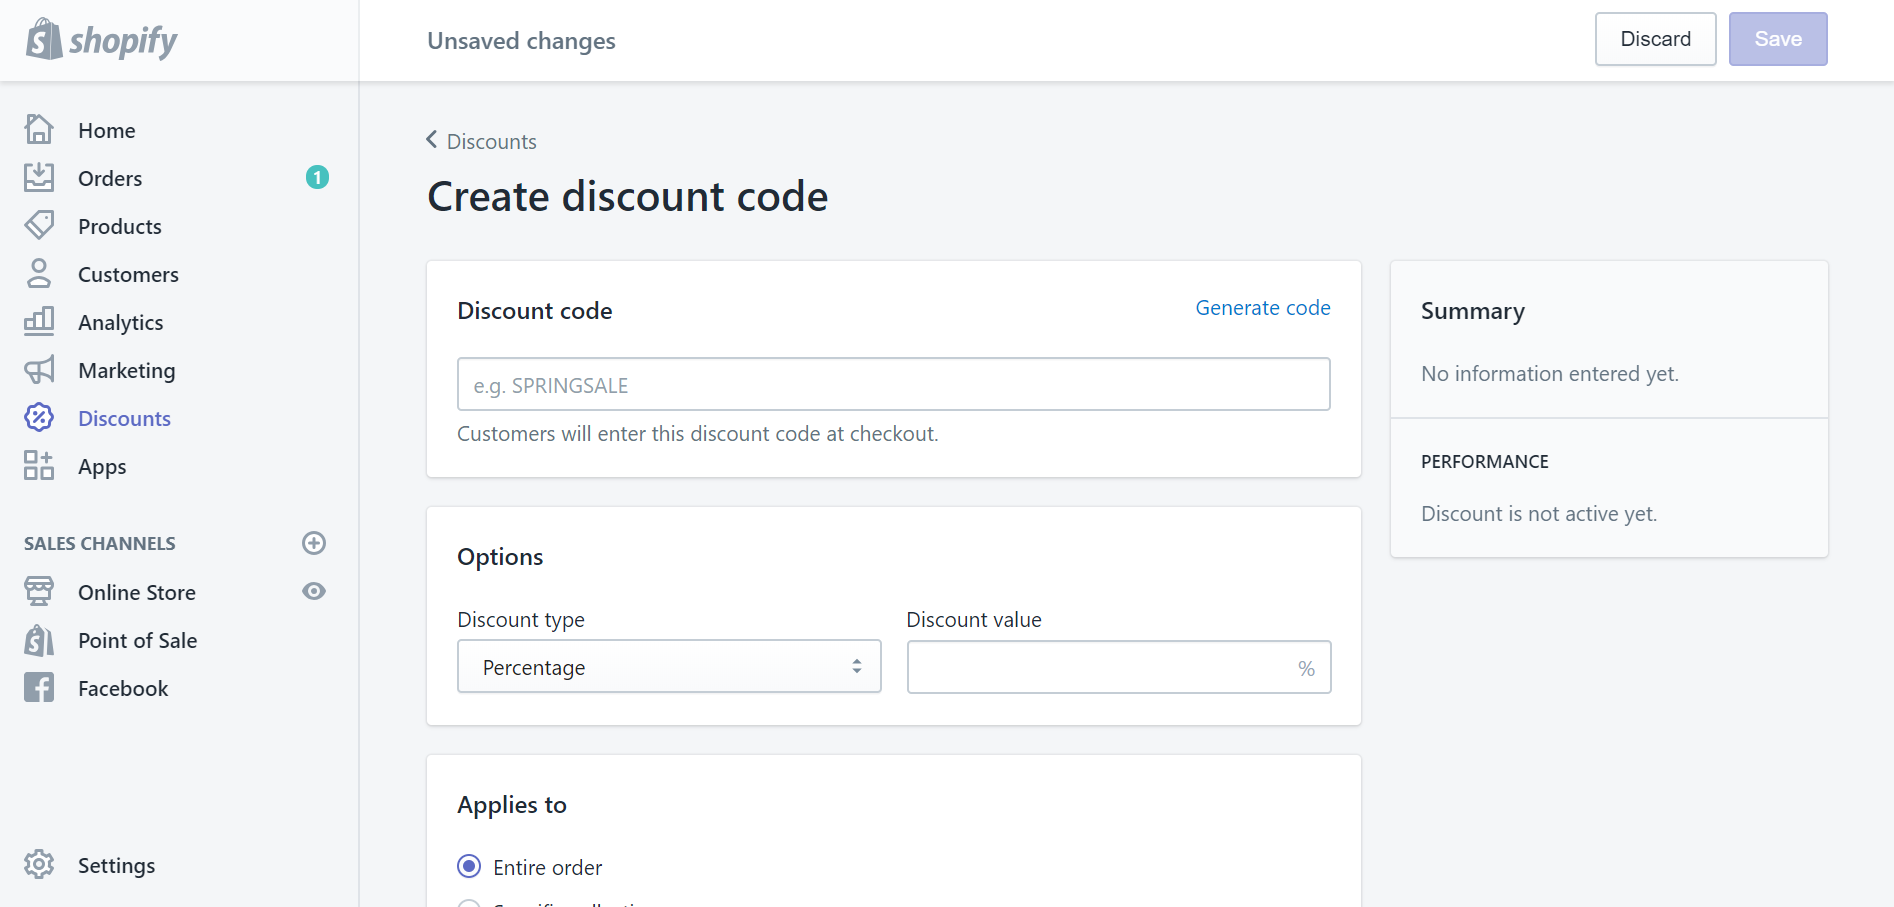 shopify
Unsaved changes
Discard
Save
Home
Orders
1
Products
Customers
Analytics
Marketing
Discounts
Apps
SALES CHANNELS
Online Store
Point of Sale
Facebook
Settings
Discounts
Create discount code
Discount code
Generate code
e.g. SPRINGSALE
Customers will enter this discount code at checkout.
Options
Discount type
Discount value
Percentage
%
Applies to
Entire order
Summary
No information entered yet.
PERFORMANCE
Discount is not active yet.